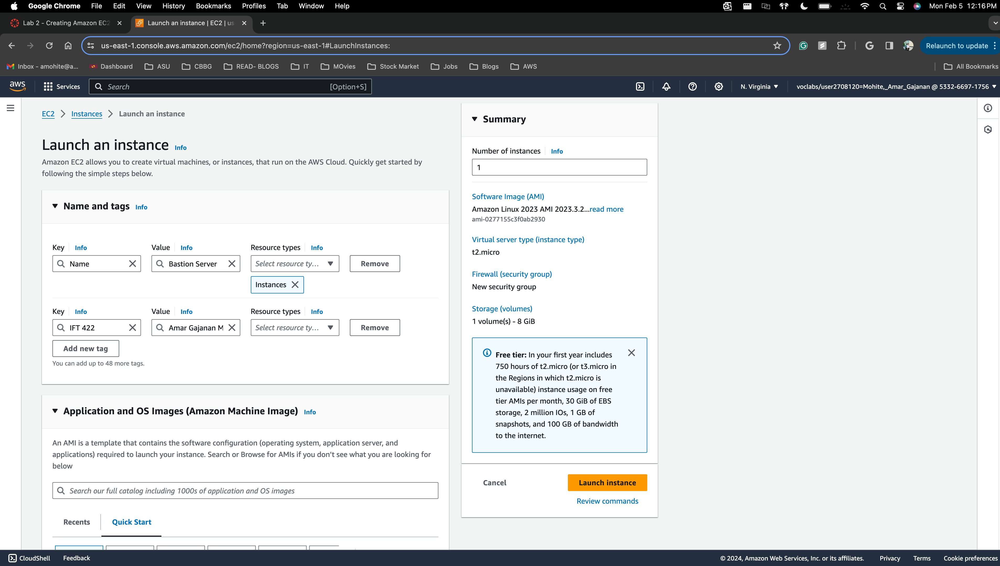 Google Chrome File Edit View History Bookmarks Profiles Tab Window Help Mon Feb 5 12:16 PM
Lab 2 - Creating Amazon EC2 Launch an instance | EC2 | us
us-east-1.console.aws.amazon.com/ec2/home?region=us-east-1#LaunchInstances: Relaunch to update
Inbox - amohite@a... Dashboard ASU CBBG READ- BLOGS IT MOvies Stock Market Jobs Blogs AWS All Bookmarks
aws Services Search [Option+S] N. Virginia voclabs/user2708120=Mohite,_Amar_Gajanan @ 5332-6697-1756
EC2 Instances Launch an instance
Launch an instance Info
Amazon EC2 allows you to create virtual machines, or instances, that run on the AWS Cloud. Quickly get started by
following the simple steps below.
Name and tags Info
Key Info Value Info Resource types Info
Name Bastion Server Select resource ty... Remove
Instances
Key Info Value Info Resource types Info
IFT 422 Amar Gajanan M Select resource ty... Remove
Add new tag
You can add up to 48 more tags.
Application and OS Images (Amazon Machine Image) Info
An AMI is a template that contains the software configuration (operating system, application server, and
applications) required to launch your instance. Search or Browse for AMIs if you don't see what you are looking for
below
Search our full catalog including 1000s of application and OS images
Recents Quick Start
Summary
Number of instances Info
1
Software Image (AMI)
Amazon Linux 2023 AMI 2023.3.2...read more
ami-0277155c3f0ab2930
Virtual server type (instance type)
t2.micro
Firewall (security group)
New security group
Storage (volumes)
1 volume(s) - 8 GiB
Free tier: In your first year includes
750 hours of t2.micro (or t3.micro in
the Regions in which t2.micro is
unavailable) instance usage on free
tier AMIs per month, 30 GiB of EBS
storage, 2 million IOs, 1 GB of
snapshots, and 100 GB of bandwidth
to the internet.
Cancel Launch instance
Review commands
CloudShell Feedback © 2024, Amazon Web Services, Inc. or its affiliates. Privacy Terms Cookie preferences